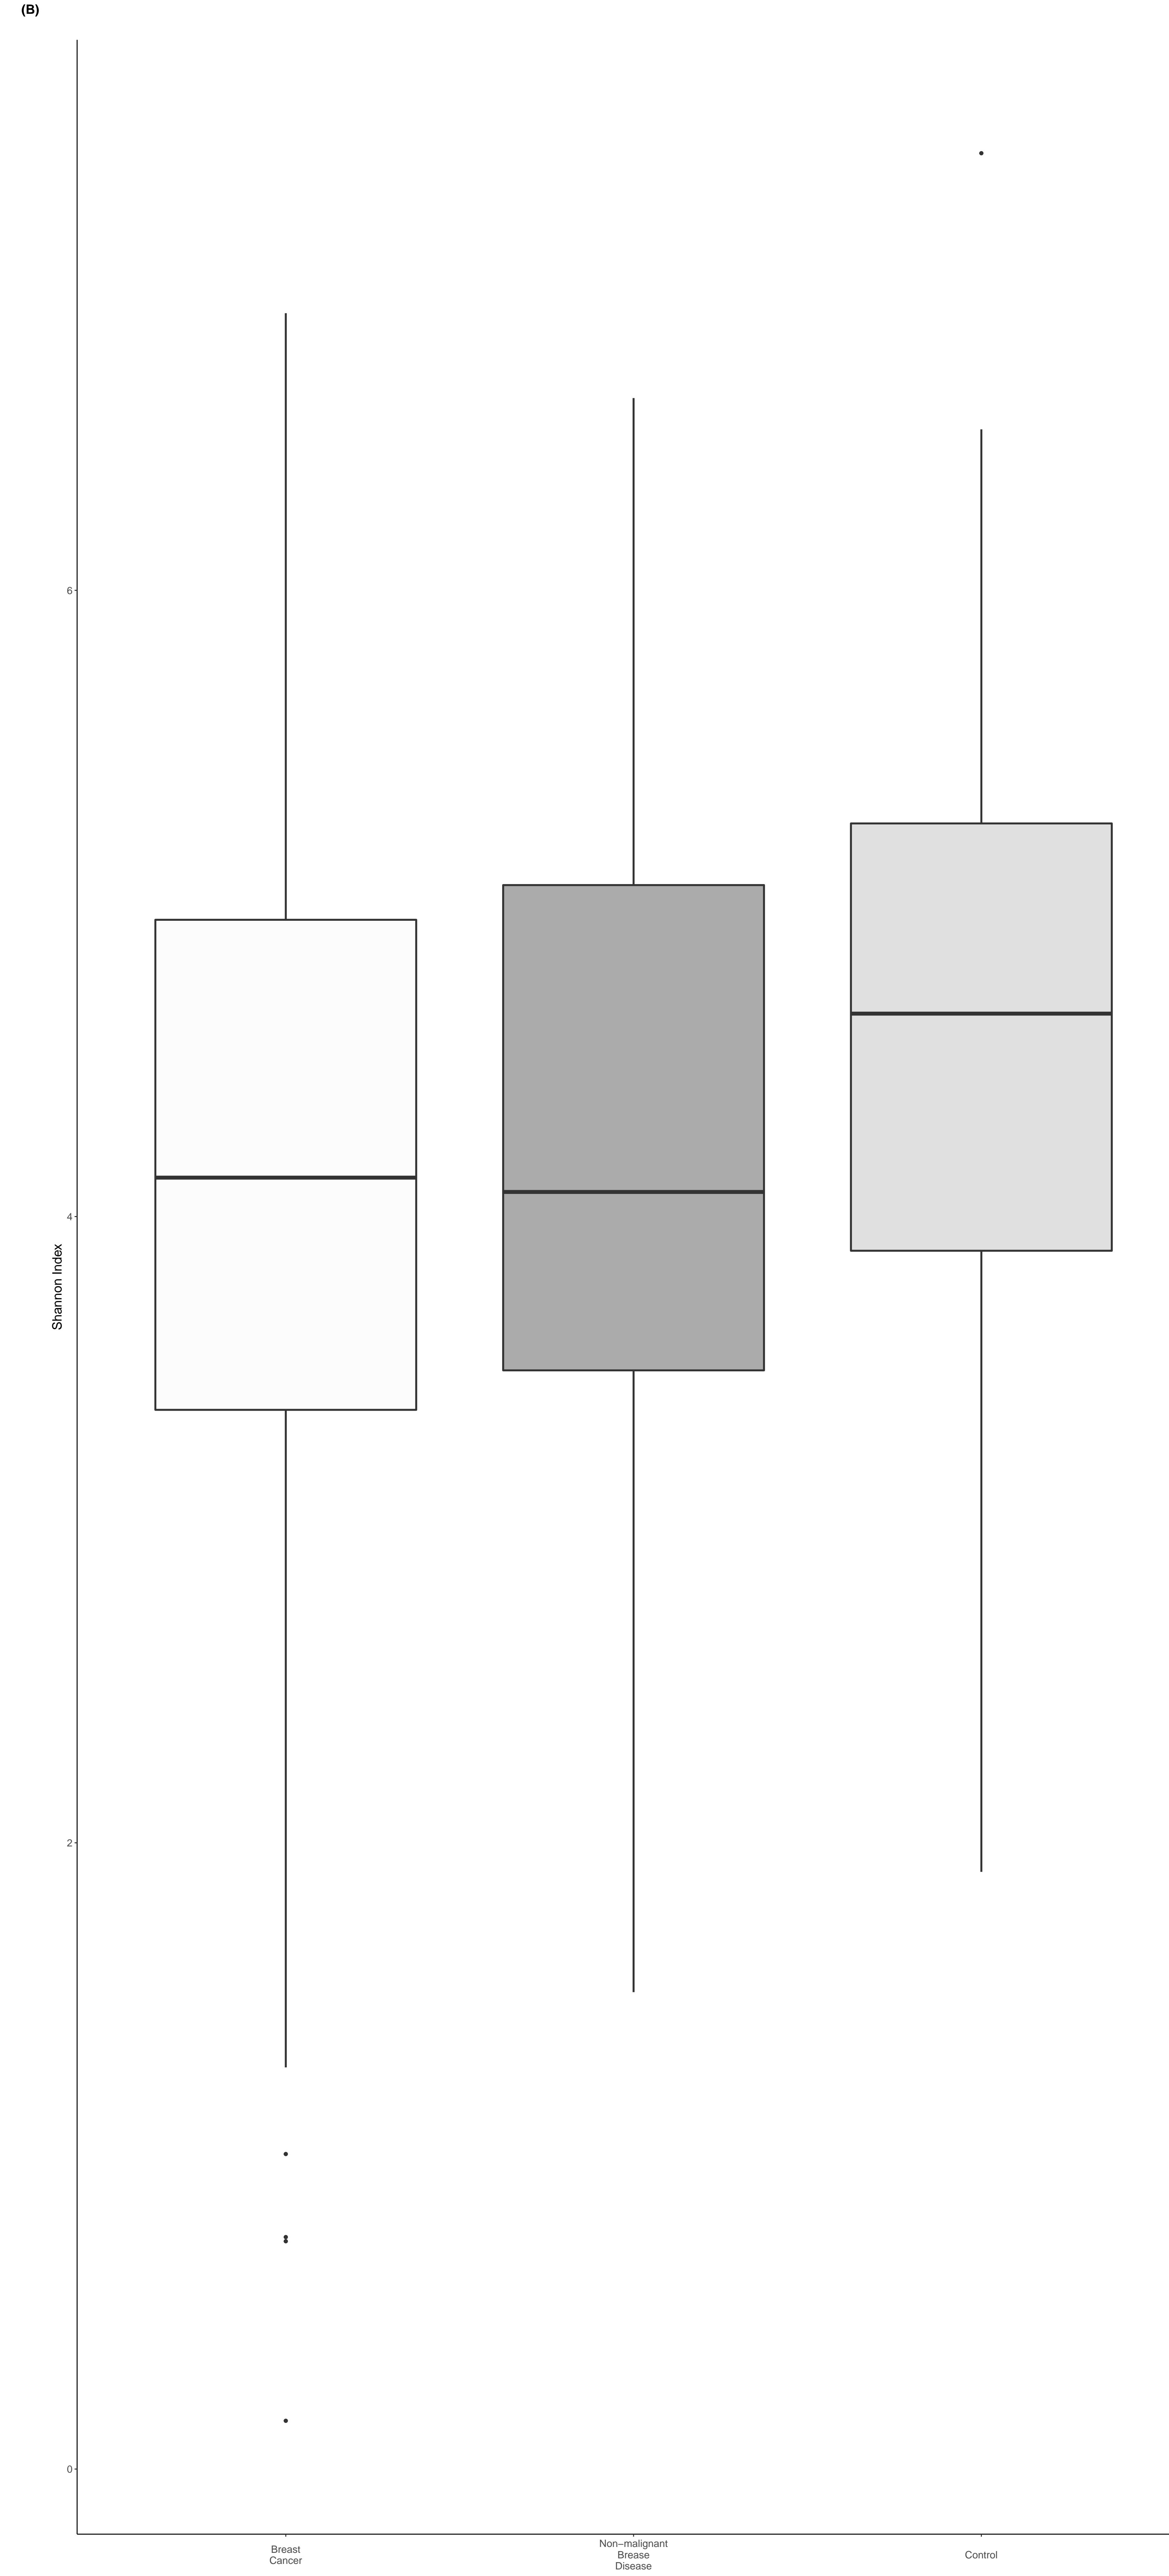 (B)
Shannon Index
6
4
2
0
Breast
Cancer
Non−malignant
Brease
Disease
Control